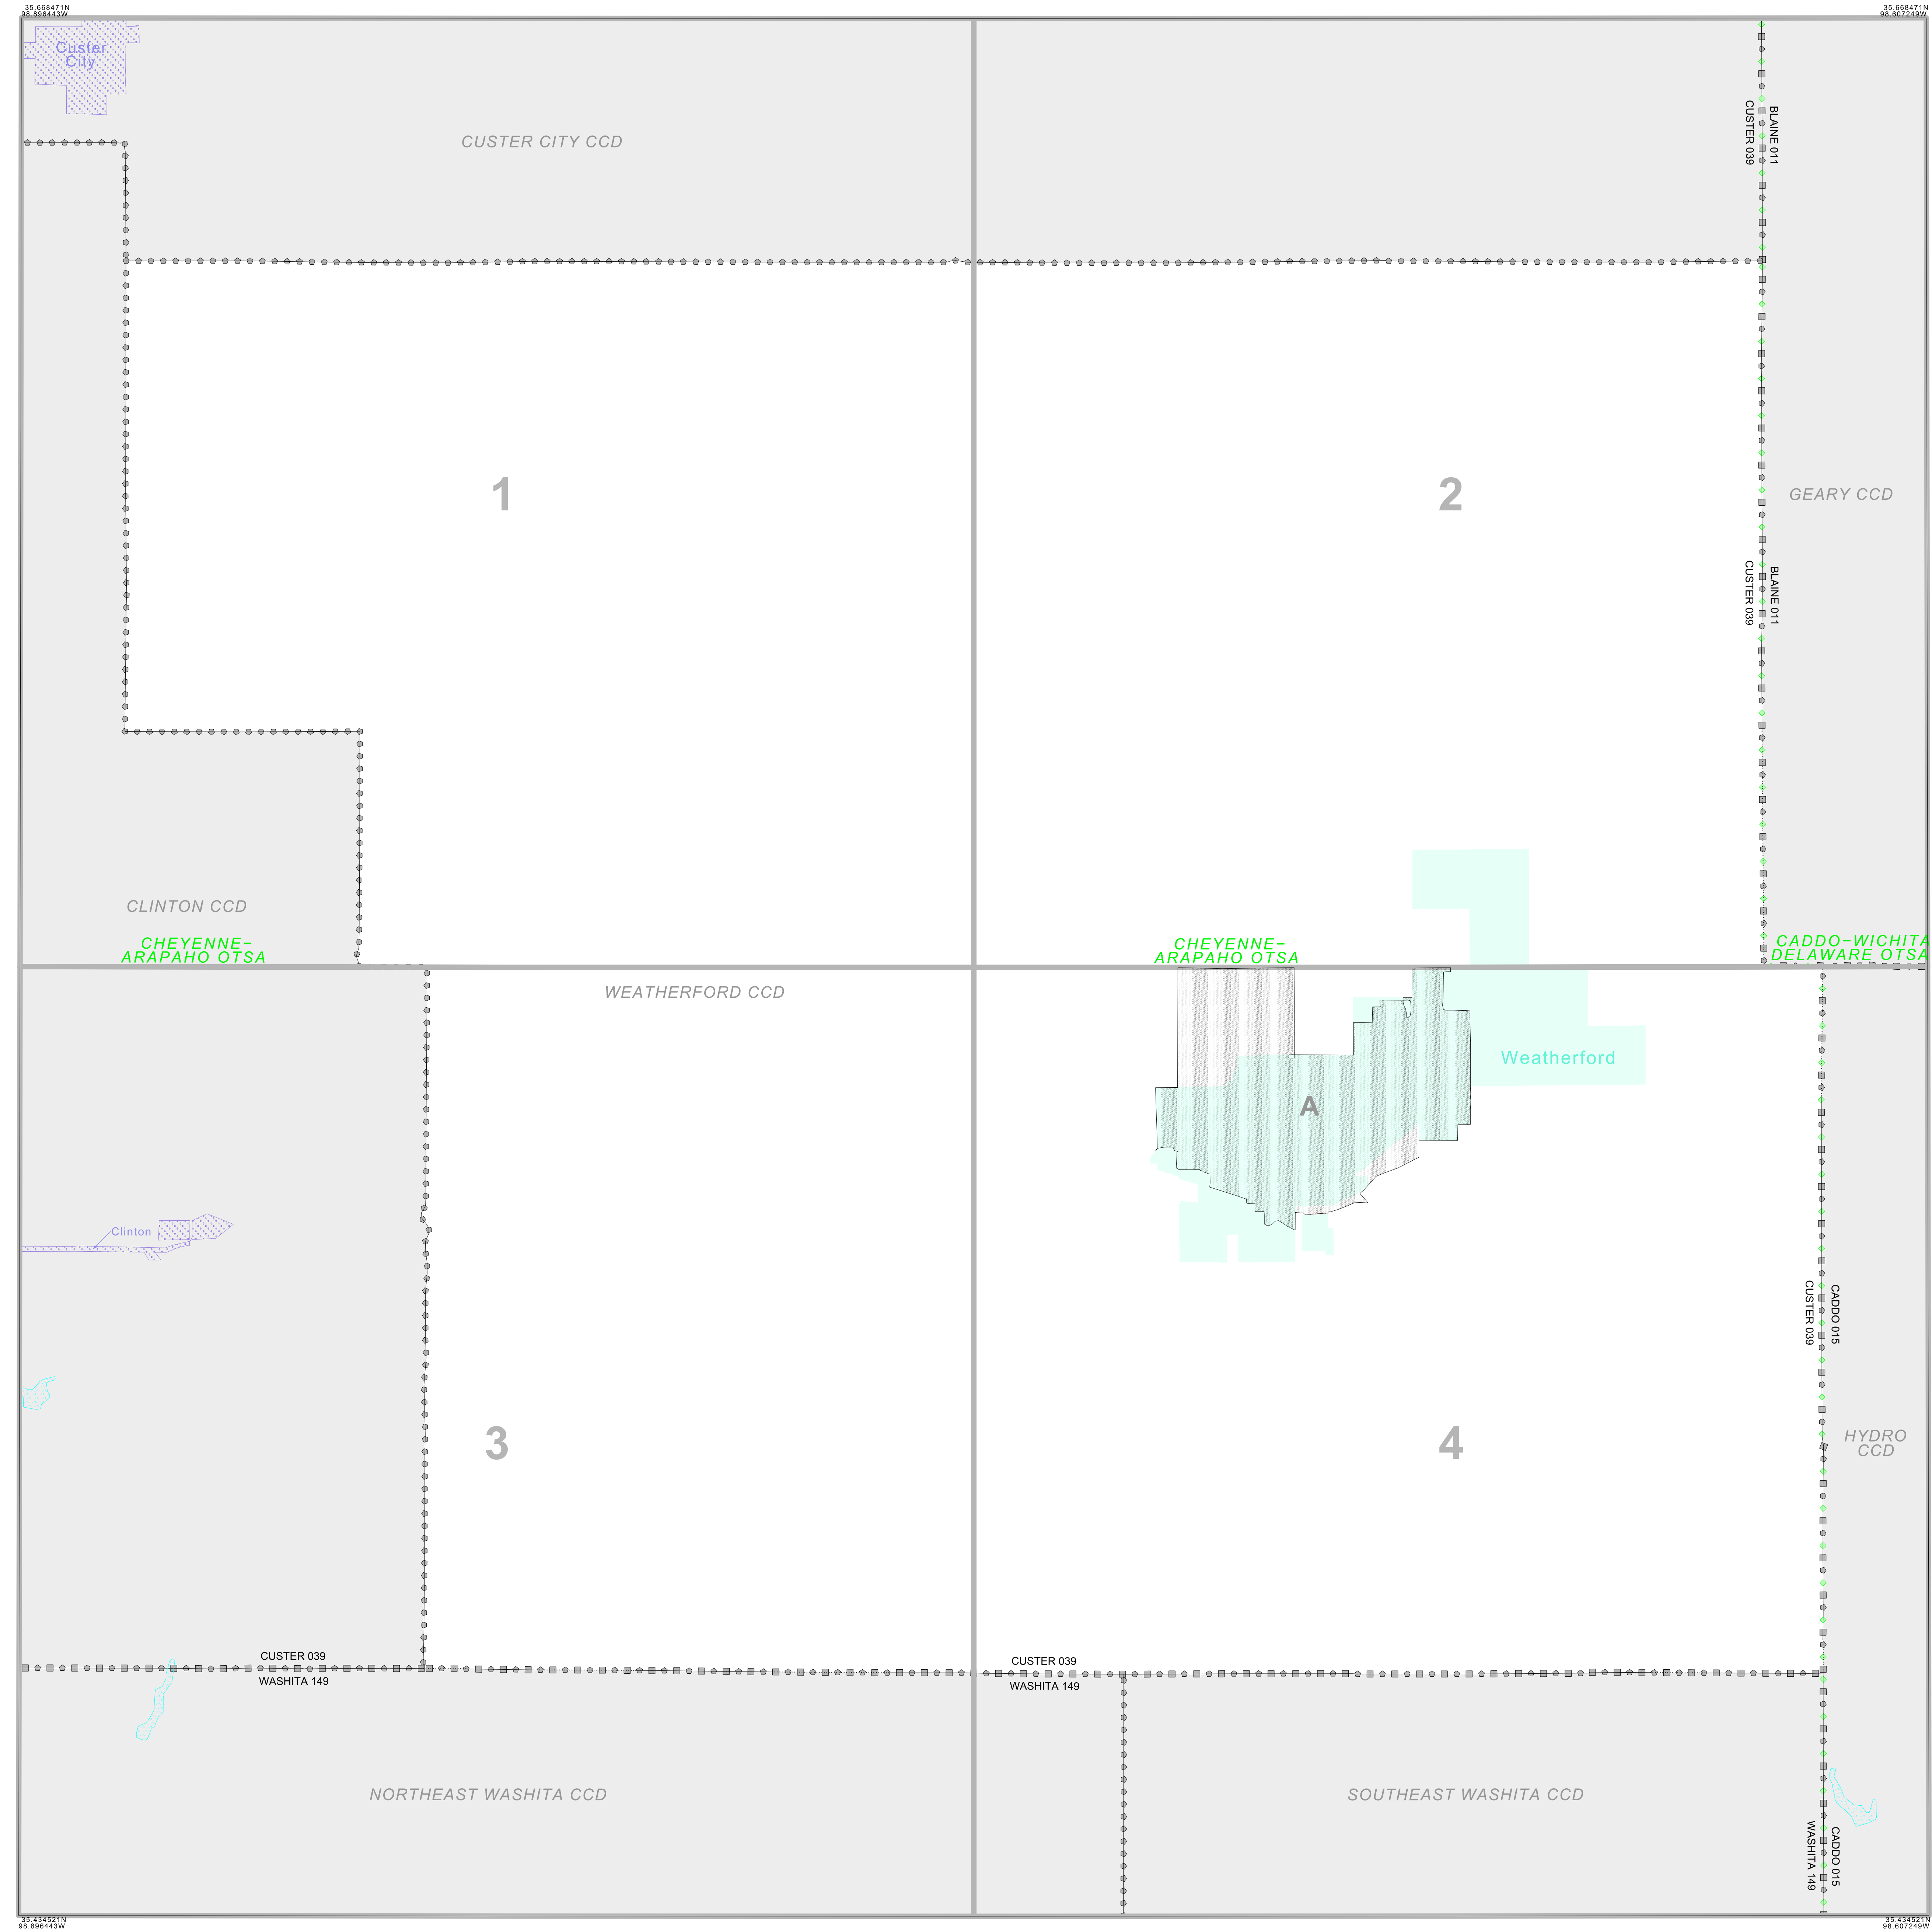 35.668471N
98.896443W
35.668471N
98.607249W
Custer
City
CUSTER CITY CCD
BLAINE 011
CUSTER 039
1
2
GEARY CCD
BLAINE 011
CUSTER 039
CLINTON CCD
CHEYENNE-
ARAPAHO OTSA
CHEYENNE-
ARAPAHO OTSA
CADDO-WICHITA
DELAWARE OTSA
WEATHERFORD CCD
Weatherford
A
Clinton
CADDO 015
CUSTER 039
3
4
HYDRO
CCD
CUSTER 039
WASHITA 149
CUSTER 039
WASHITA 149
NORTHEAST WASHITA CCD
SOUTHEAST WASHITA CCD
CADDO 015
WASHITA 149
35.434521N
98.896443W
35.434521N
98.607249W